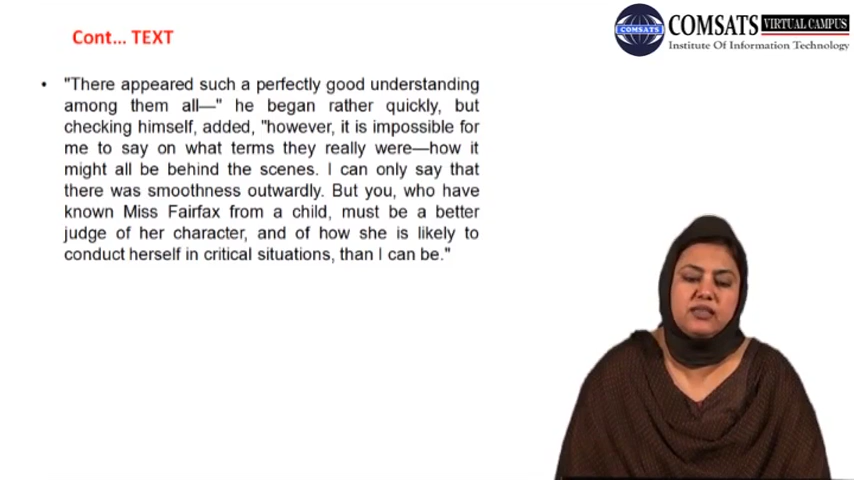 Cont... TEXT
COMSATS VIRTUAL CAMPUS
Institute Of Information Technology
COMSATS
• "There appeared such a perfectly good understanding
among them all—" he began rather quickly, but
checking himself, added, "however, it is impossible for
me to say on what terms they really were—how it
might all be behind the scenes. I can only say that
there was smoothness outwardly. But you, who have
known Miss Fairfax from a child, must be a better
judge of her character, and of how she is likely to
conduct herself in critical situations, than I can be."